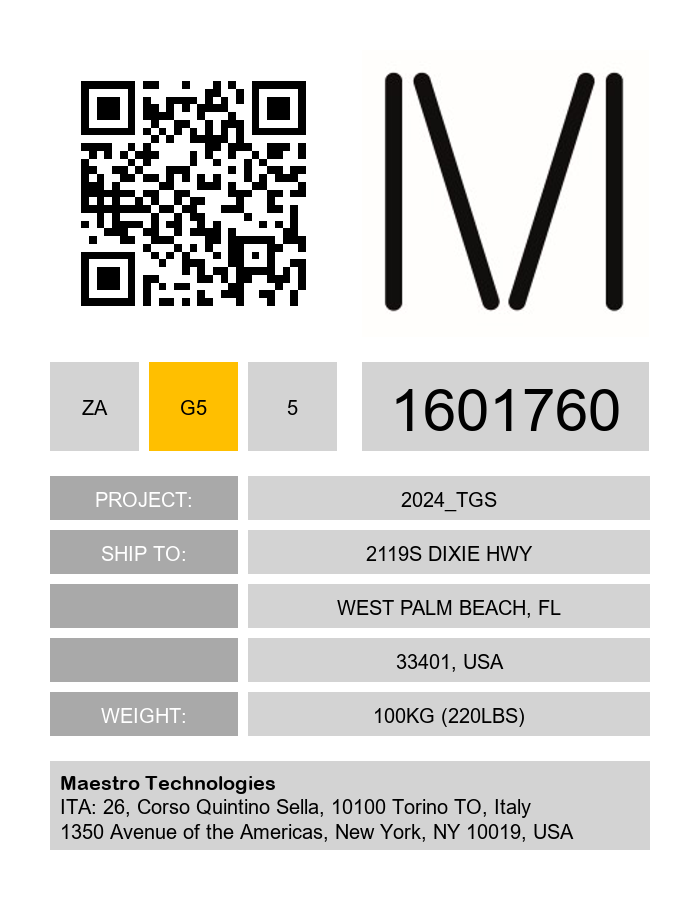 M
ZA G5 5 1601760
PROJECT: 2024_TGS
SHIP TO: 2119S DIXIE HWY
WEST PALM BEACH, FL
33401, USA
WEIGHT: 100KG (220LBS)
Maestro Technologies
ITA: 26, Corso Quintino Sella, 10100 Torino TO, Italy
1350 Avenue of the Americas, New York, NY 10019, USA